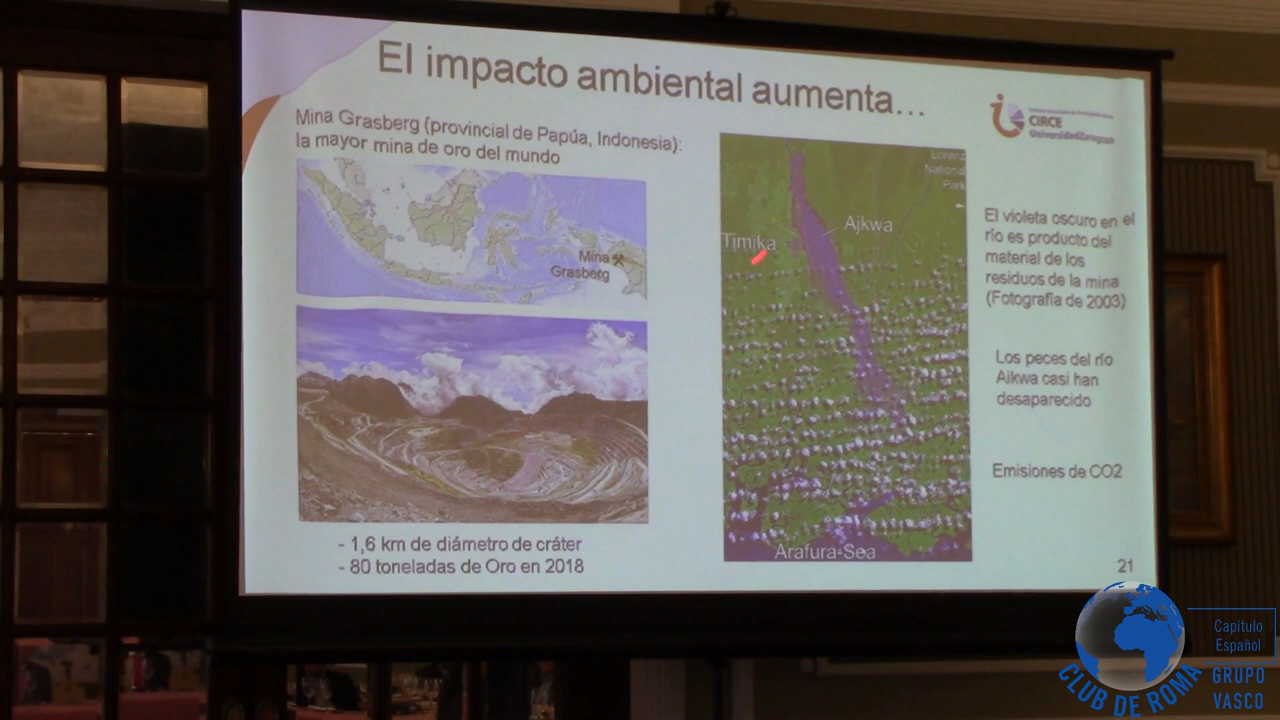 El impacto ambiental aumenta...
Mina Grasberg (provincial de Papúa, Indonesia):
la mayor mina de oro del mundo
Mina
Grasberg
- 1,6 km de diámetro de cráter
- 80 toneladas de Oro en 2018
Lorenz
National
Park
Ajkwa
Timika
Arafura Sea
CIRCE
UniversidadZaragoza
El violeta oscuro en el
río es producto del
material de los
residuos de la mina
(Fotografía de 2003)
Los peces del río
Aikwa casi han
desaparecido
Emisiones de CO2
21
Capítulo
Español
GRUPO
VASCO
CLUB DE ROMA